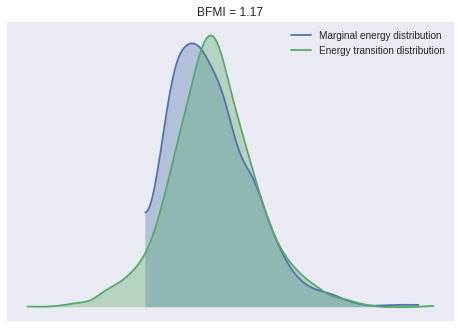 BFMI = 1.17
Marginal energy distribution
Energy transition distribution